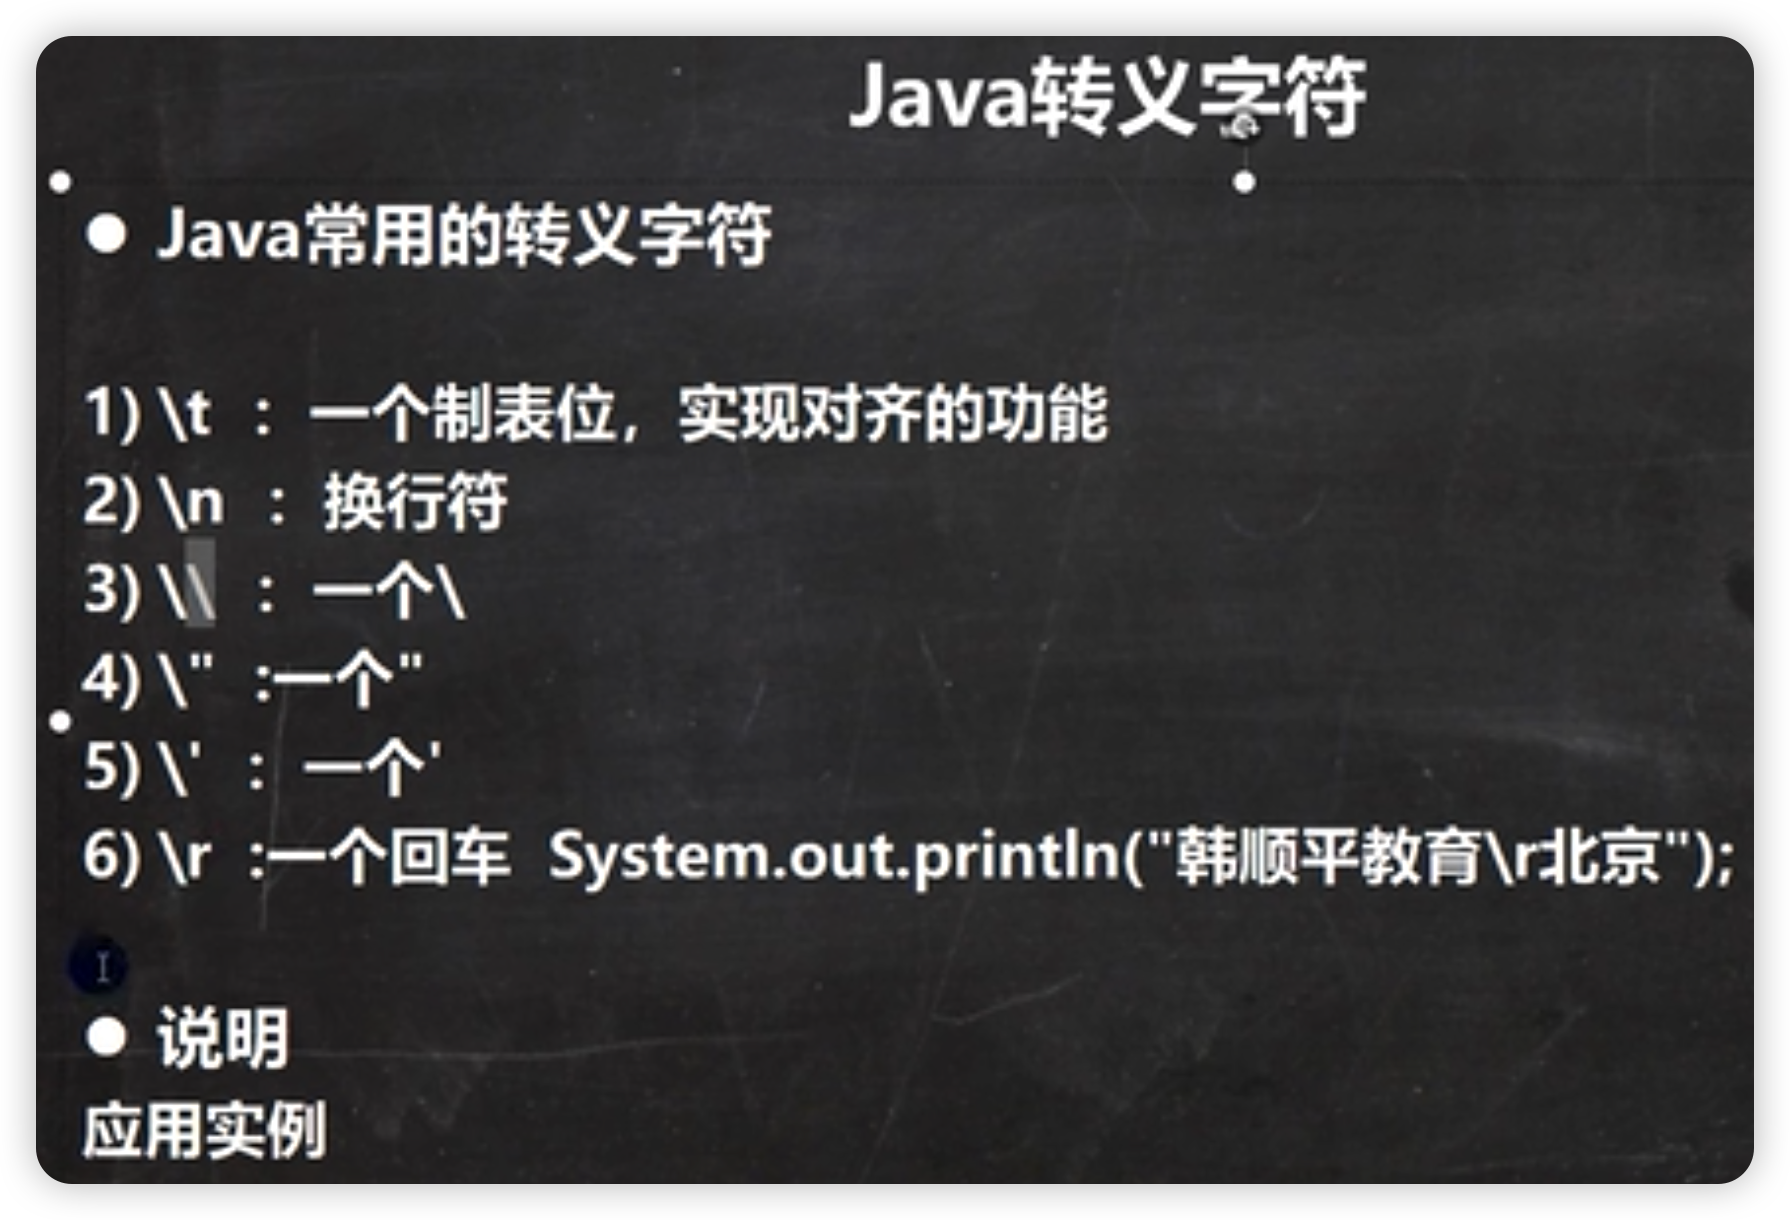 Java转义字符
● Java常用的转义字符
1) \t ：一个制表位，实现对齐的功能
2) \n ：换行符
3) \\ ：一个\
4) \" :一个"
5) \' ：一个'
6) \r :一个回车 System.out.println("韩顺平教育\r北京");
● 说明
应用实例